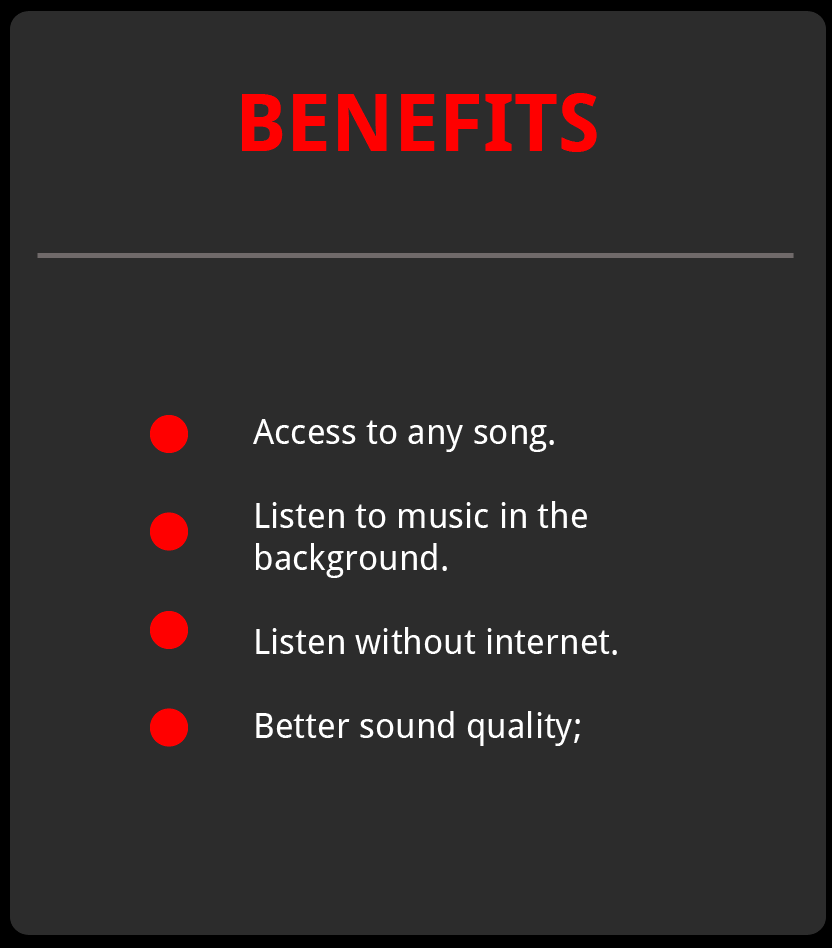 BENEFITS
Access to any song.
Listen to music in the
background.
Listen without internet.
Better sound quality;